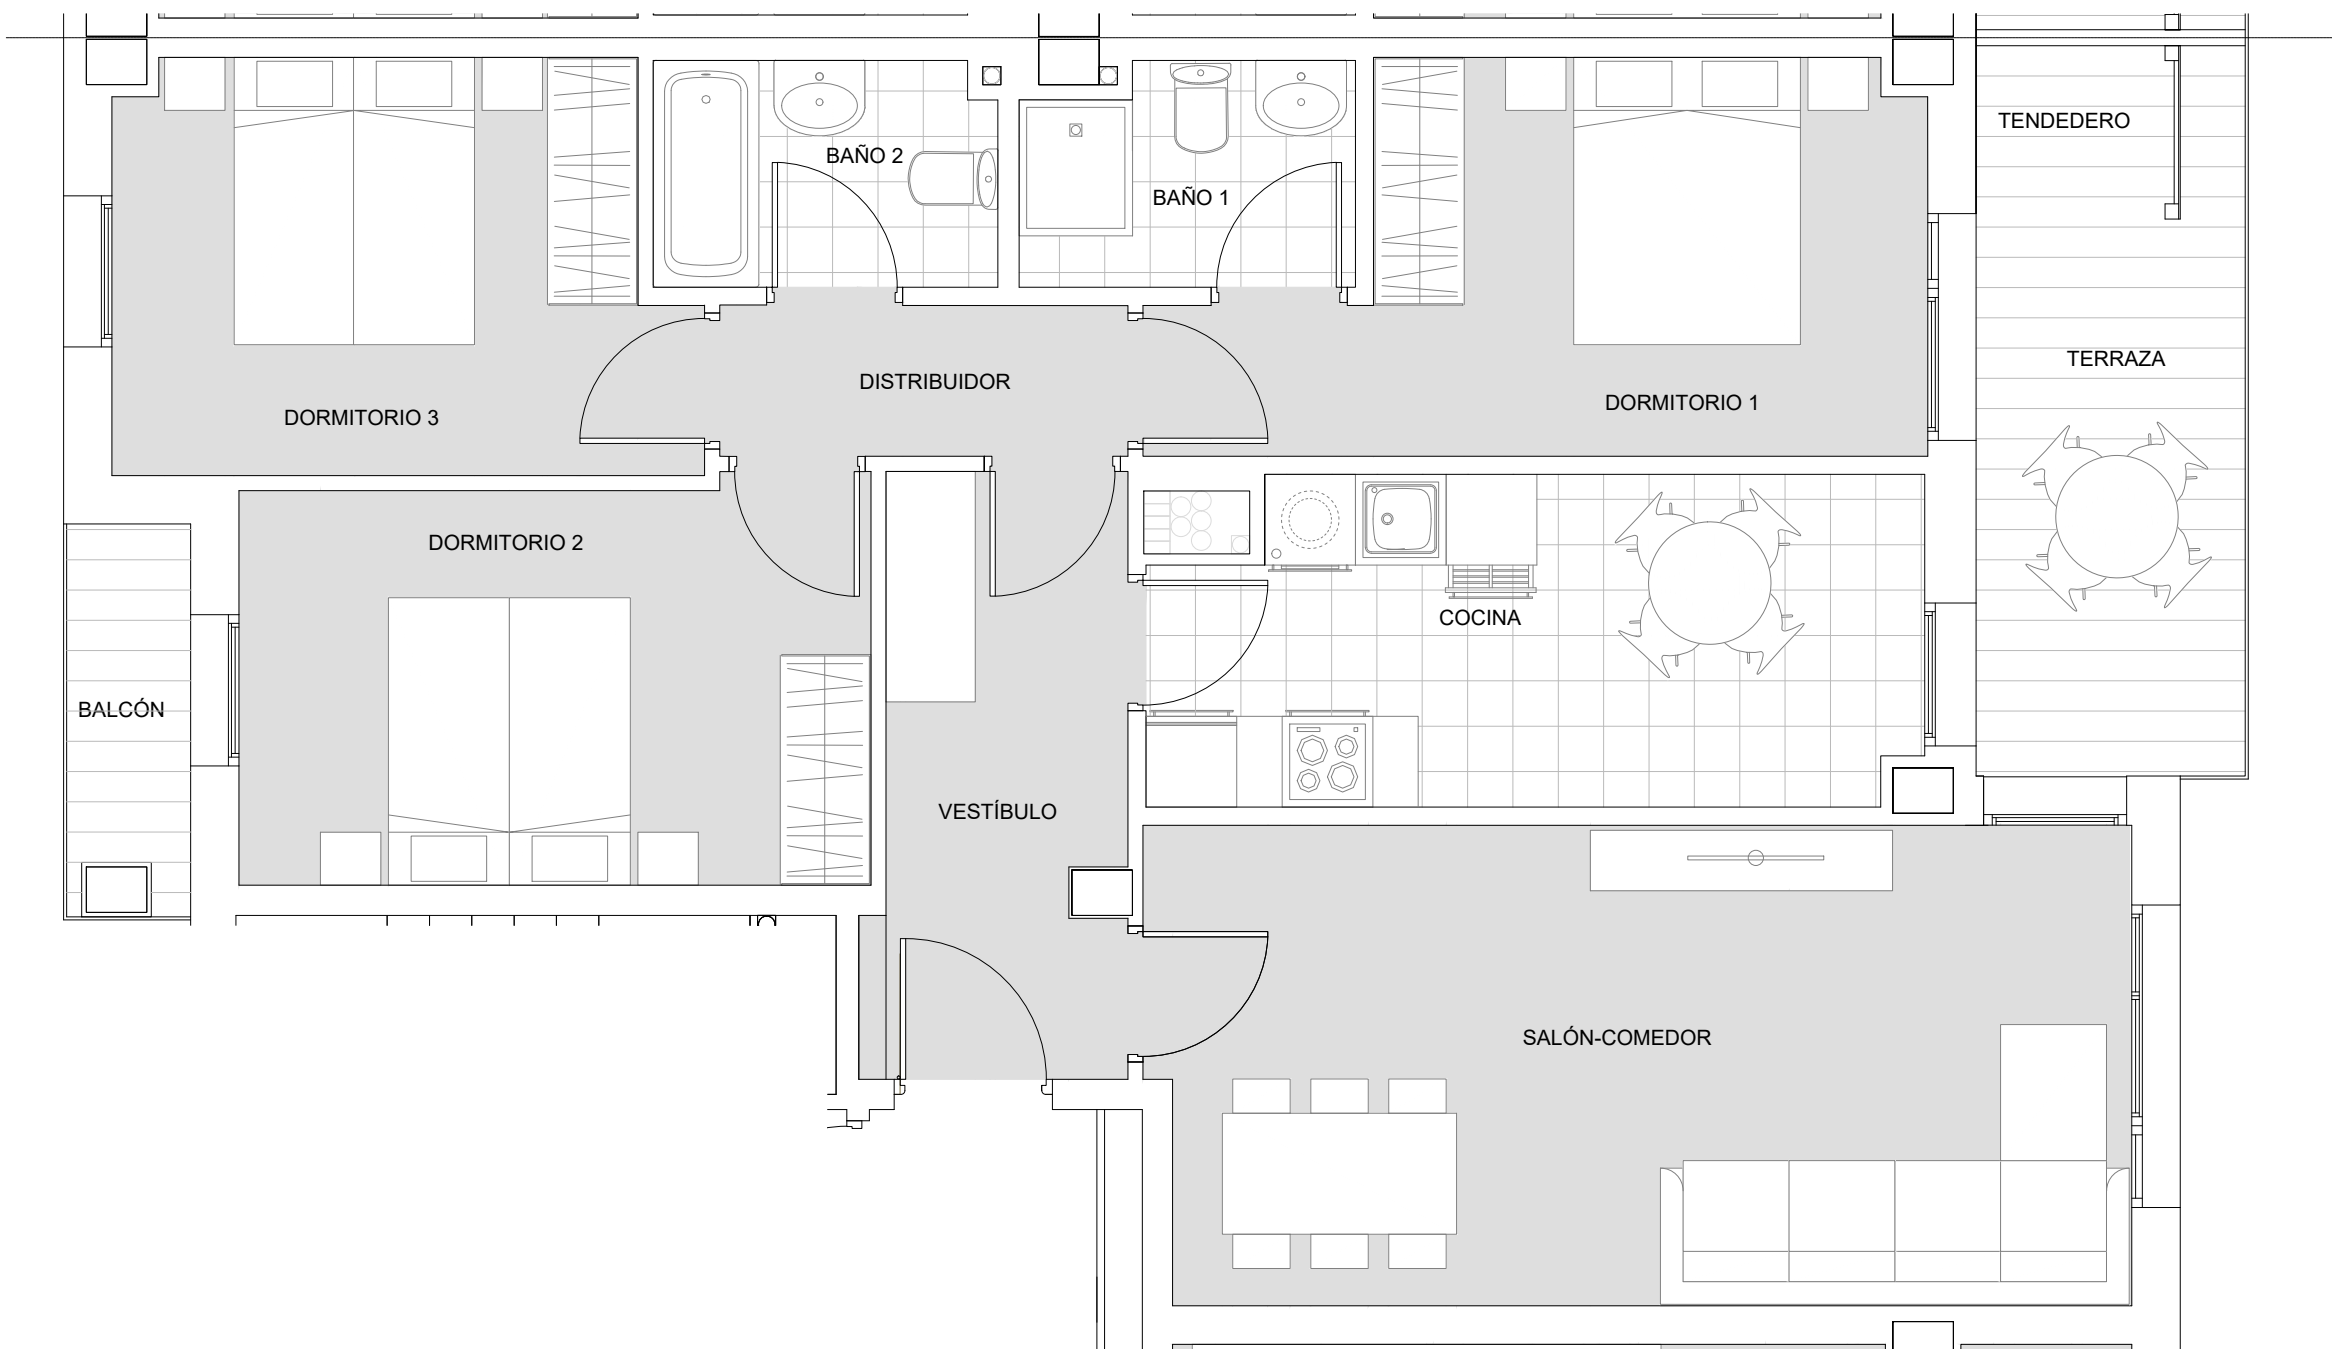 TENDEDERO
BAÑO 2
BAÑO 1
TERRAZA
DISTRIBUIDOR
DORMITORIO 1
DORMITORIO 3
DORMITORIO 2
COCINA
BALCÓN
VESTÍBULO
SALÓN-COMEDOR